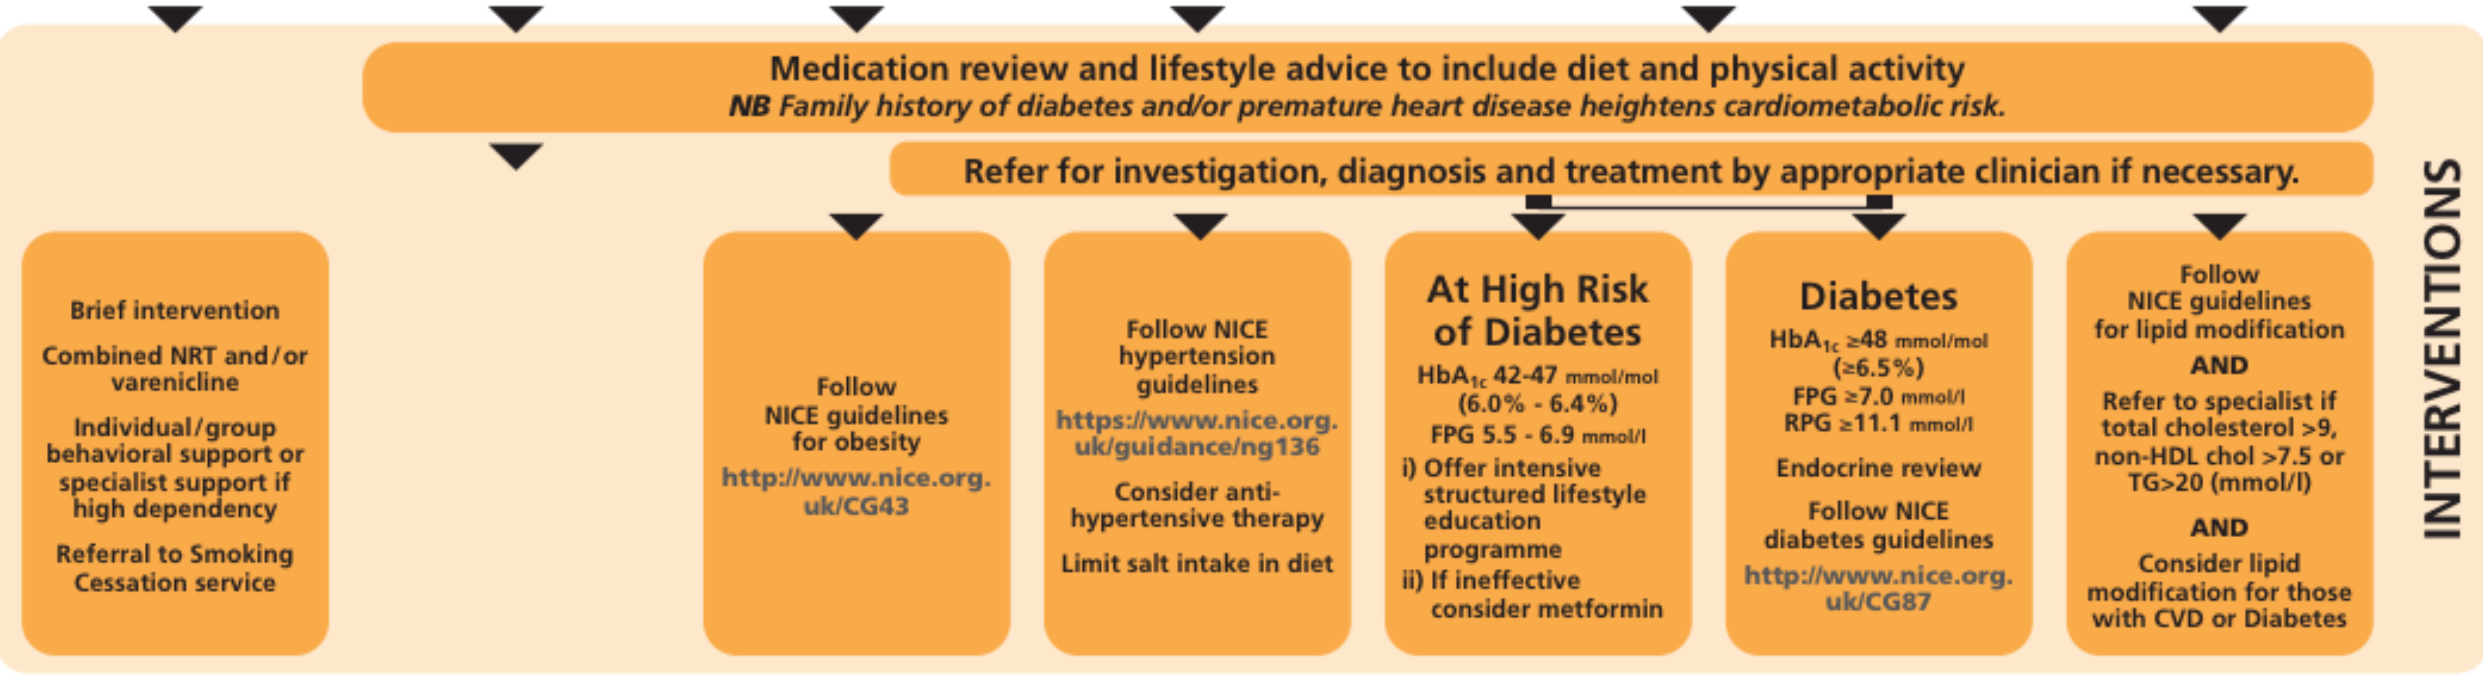 Medication review and lifestyle advice to include diet and physical activity
NB Family history of diabetes and/or premature heart disease heightens cardiometabolic risk.
Refer for investigation, diagnosis and treatment by appropriate clinician if necessary.
Brief intervention
Combined NRT and/or
varenicline
Individual/group
behavioral support or
specialist support if
high dependency
Referral to Smoking
Cessation service
Follow
NICE guidelines
for obesity
http://www.nice.org.
uk/CG43
Follow NICE
hypertension
guidelines
https://www.nice.org.
uk/guidance/ng136
Consider anti-
hypertensive therapy
Limit salt intake in diet
At High Risk
of Diabetes
HbA1c 42-47 mmol/mol
(6.0% - 6.4%)
FPG 5.5 - 6.9 mmol/l
i) Offer intensive
structured lifestyle
education
programme
ii) If ineffective
consider metformin
Diabetes
HbA1c ≥48 mmol/mol
(≥6.5%)
FPG ≥7.0 mmol/l
RPG ≥11.1 mmol/l
Endocrine review
Follow NICE
diabetes guidelines
http://www.nice.org.
uk/CG87
Follow
NICE guidelines
for lipid modification
AND
Refer to specialist if
total cholesterol >9,
non-HDL chol >7.5 or
TG>20 (mmol/l)
AND
Consider lipid
modification for those
with CVD or Diabetes
INTERVENTIONS